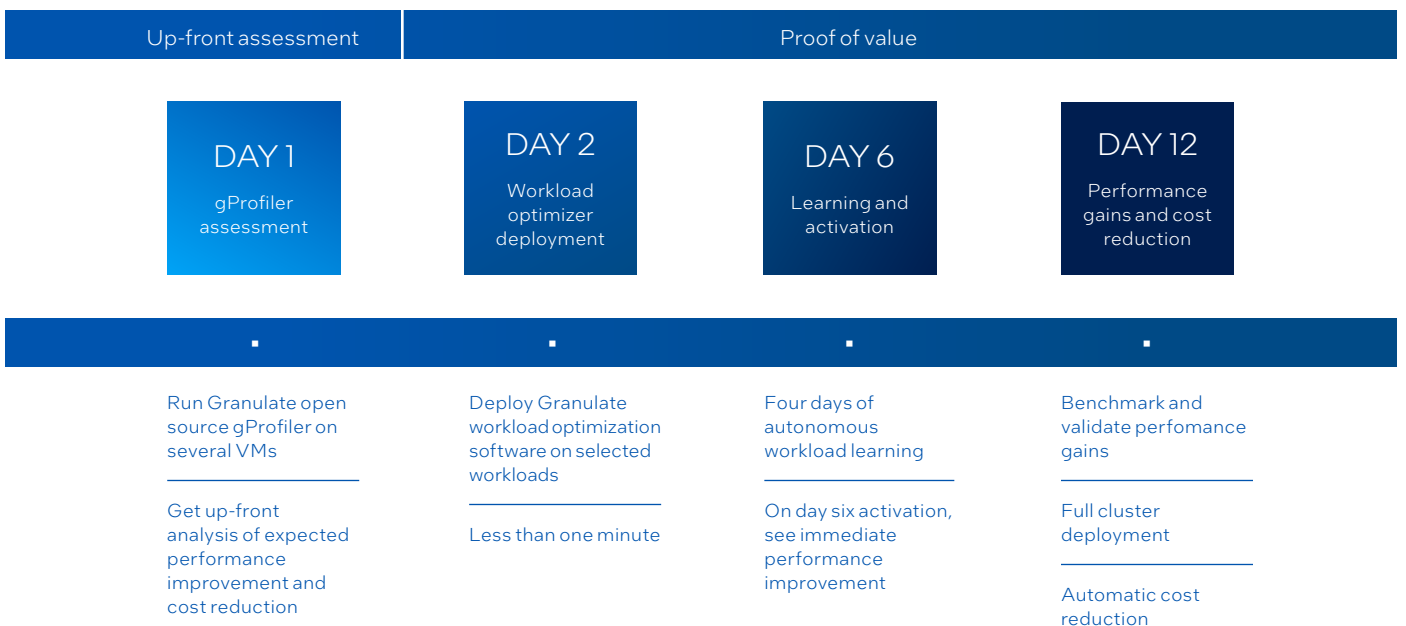 Up-front assessment
Proof of value
DAY 1
gProfiler
assessment
DAY 2
Workload
optimizer
deployment
DAY 6
Learning and
activation
DAY 12
Performance
gains and cost
reduction
Run Granulate open
source gProfiler on
several VMs
Get up-front
analysis of expected
performance
improvement and
cost reduction
Deploy Granulate
workload optimization
software on selected
workloads
Less than one minute
Four days of
autonomous
workload learning
On day six activation,
see immediate
performance
improvement
Benchmark and
validate perfomance
gains
Full cluster
deployment
Automatic cost
reduction